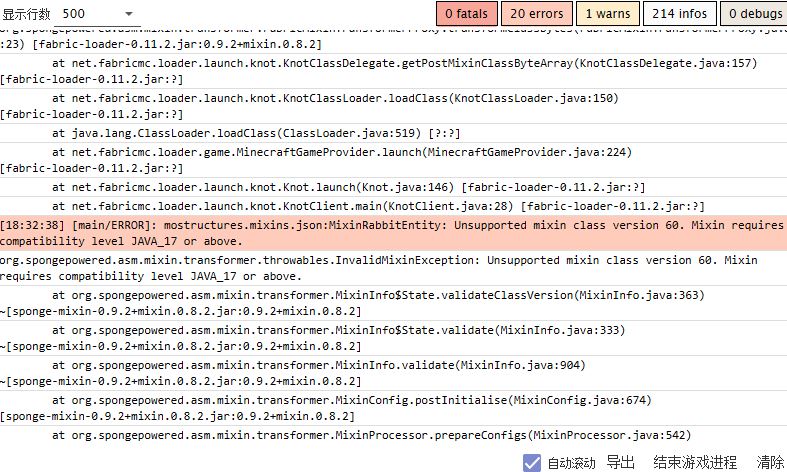 显示行数 500
0 fatals 20 errors 1 warns 214 infos 0 debugs
:23) [fabric-loader-0.11.2.jar:0.9.2+mixin.0.8.2]
at net.fabricmc.loader.launch.knot.KnotClassDelegate.getPostMixinClassByteArray(KnotClassDelegate.java:157)
[fabric-loader-0.11.2.jar:?]
at net.fabricmc.loader.launch.knot.KnotClassLoader.loadClass(KnotClassLoader.java:150)
[fabric-loader-0.11.2.jar:?]
at java.lang.ClassLoader.loadClass(ClassLoader.java:519) [?:?]
at net.fabricmc.loader.game.MinecraftGameProvider.launch(MinecraftGameProvider.java:224)
[fabric-loader-0.11.2.jar:?]
at net.fabricmc.loader.launch.knot.Knot.launch(Knot.java:146) [fabric-loader-0.11.2.jar:?]
at net.fabricmc.loader.launch.knot.KnotClient.main(KnotClient.java:28) [fabric-loader-0.11.2.jar:?]
[18:32:38] [main/ERROR]: mostructures.mixins.json:MixinRabbitEntity: Unsupported mixin class version 60. Mixin requires
compatibility level JAVA_17 or above.
org.spongepowered.asm.mixin.transformer.throwables.InvalidMixinException: Unsupported mixin class version 60. Mixin
requires compatibility level JAVA_17 or above.
at org.spongepowered.asm.mixin.transformer.MixinInfo$State.validateClassVersion(MixinInfo.java:363)
~[sponge-mixin-0.9.2+mixin.0.8.2.jar:0.9.2+mixin.0.8.2]
at org.spongepowered.asm.mixin.transformer.MixinInfo$State.validate(MixinInfo.java:333)
~[sponge-mixin-0.9.2+mixin.0.8.2.jar:0.9.2+mixin.0.8.2]
at org.spongepowered.asm.mixin.transformer.MixinInfo.validate(MixinInfo.java:904)
~[sponge-mixin-0.9.2+mixin.0.8.2.jar:0.9.2+mixin.0.8.2]
at org.spongepowered.asm.mixin.transformer.MixinConfig.postInitialise(MixinConfig.java:674)
[sponge-mixin-0.9.2+mixin.0.8.2.jar:0.9.2+mixin.0.8.2]
at org.spongepowered.asm.mixin.transformer.MixinProcessor.prepareConfigs(MixinProcessor.java:542)
自动滚动 导出 结束游戏进程 清除